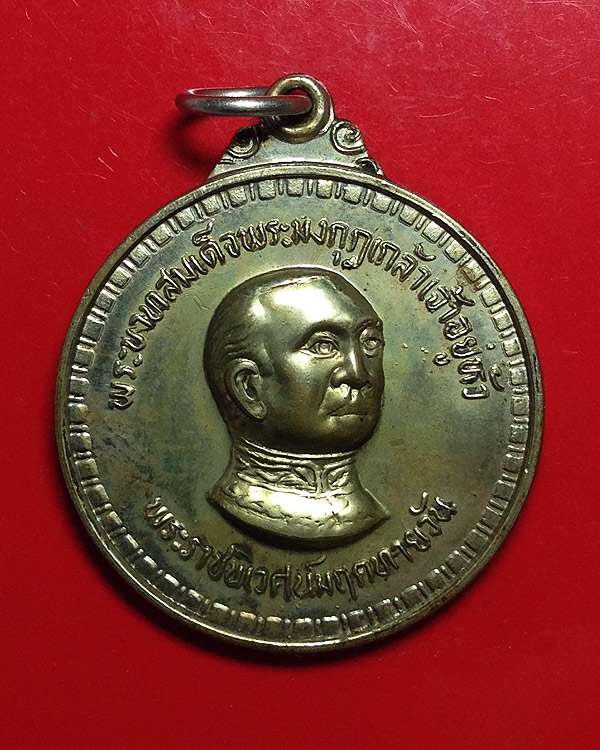 พระบาทสมเด็จพระมงกุฎเกล้าเจ้าอยู่หัว
พระราชนิเวศน์มฤคทายวัน